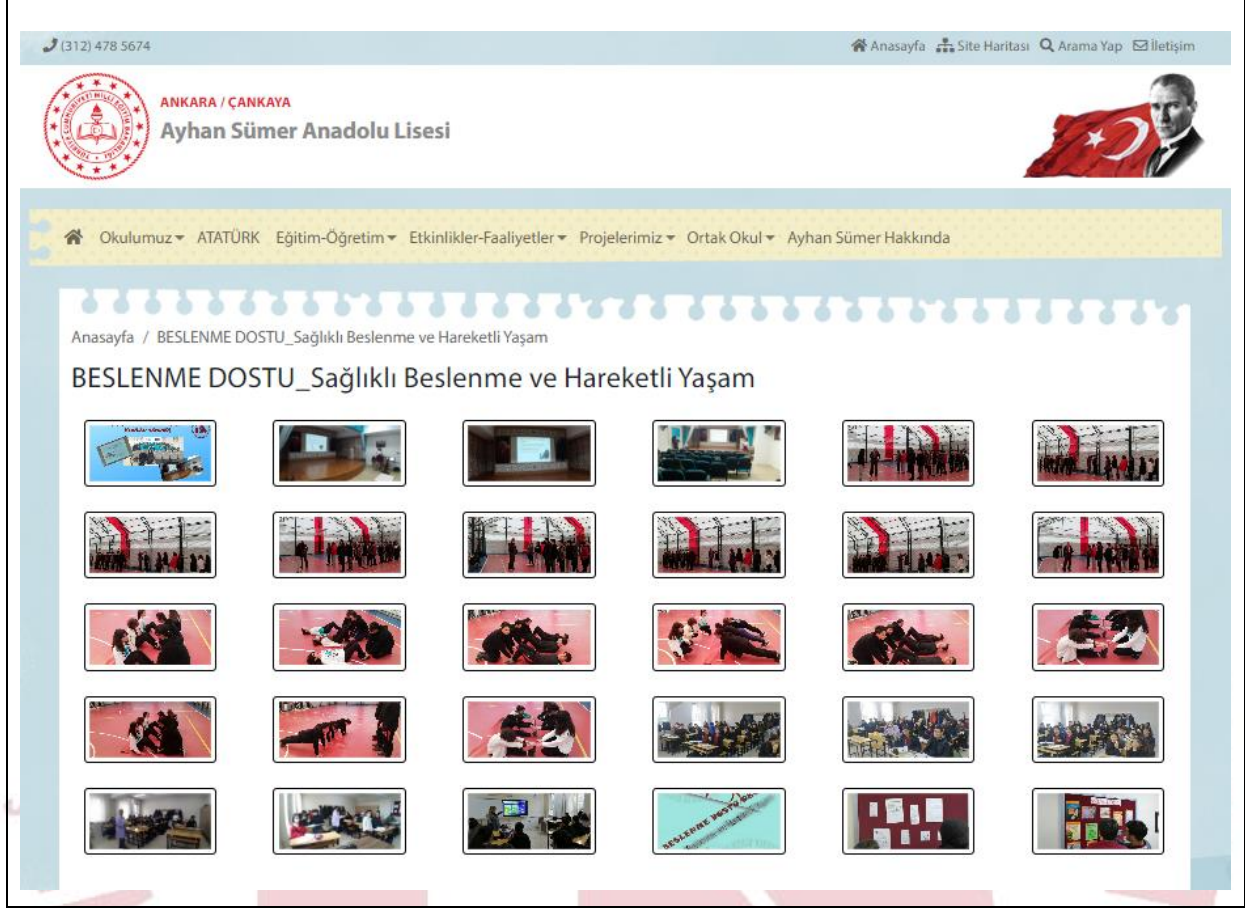 (312) 478 5674
Anasayfa Site Haritası Arama Yap İletişim
ANKARA / ÇANKAYA
Ayhan Sümer Anadolu Lisesi
Okulumuz ATATÜRK Eğitim-Öğretim Etkinlikler-Faaliyetler Projelerimiz Ortak Okul Ayhan Sümer Hakkında
Anasayfa / BESLENME DOSTU_Sağlıklı Beslenme ve Hareketli Yaşam
BESLENME DOSTU_Sağlıklı Beslenme ve Hareketli Yaşam
BESLENME DOSTU